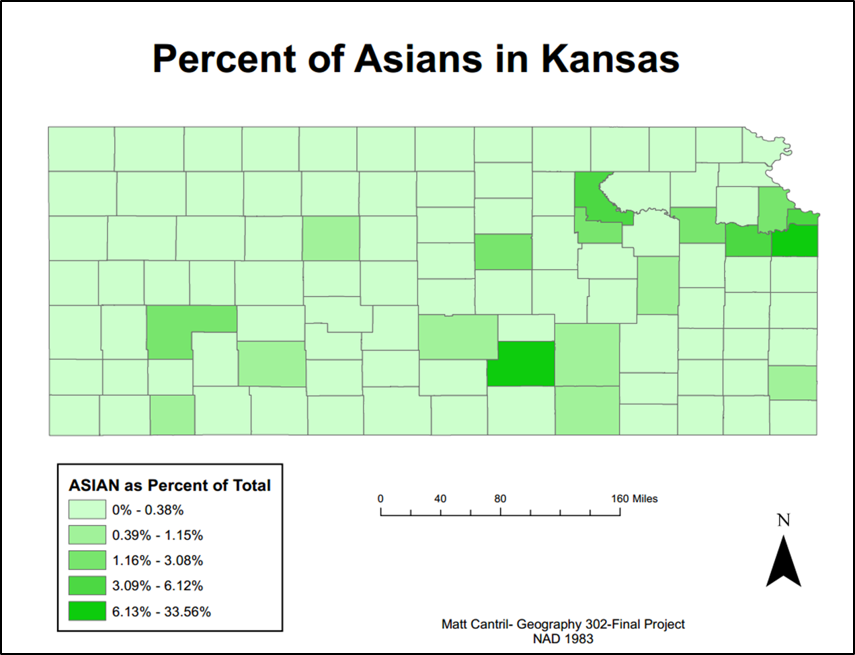 Percent of Asians in Kansas
ASIAN as Percent of Total
0% - 0.38%
0.39% - 1.15%
1.16% - 3.08%
3.09% - 6.12%
6.13% - 33.56%
0 40 80 160 Miles
N
Matt Cantril- Geography 302-Final Project
NAD 1983